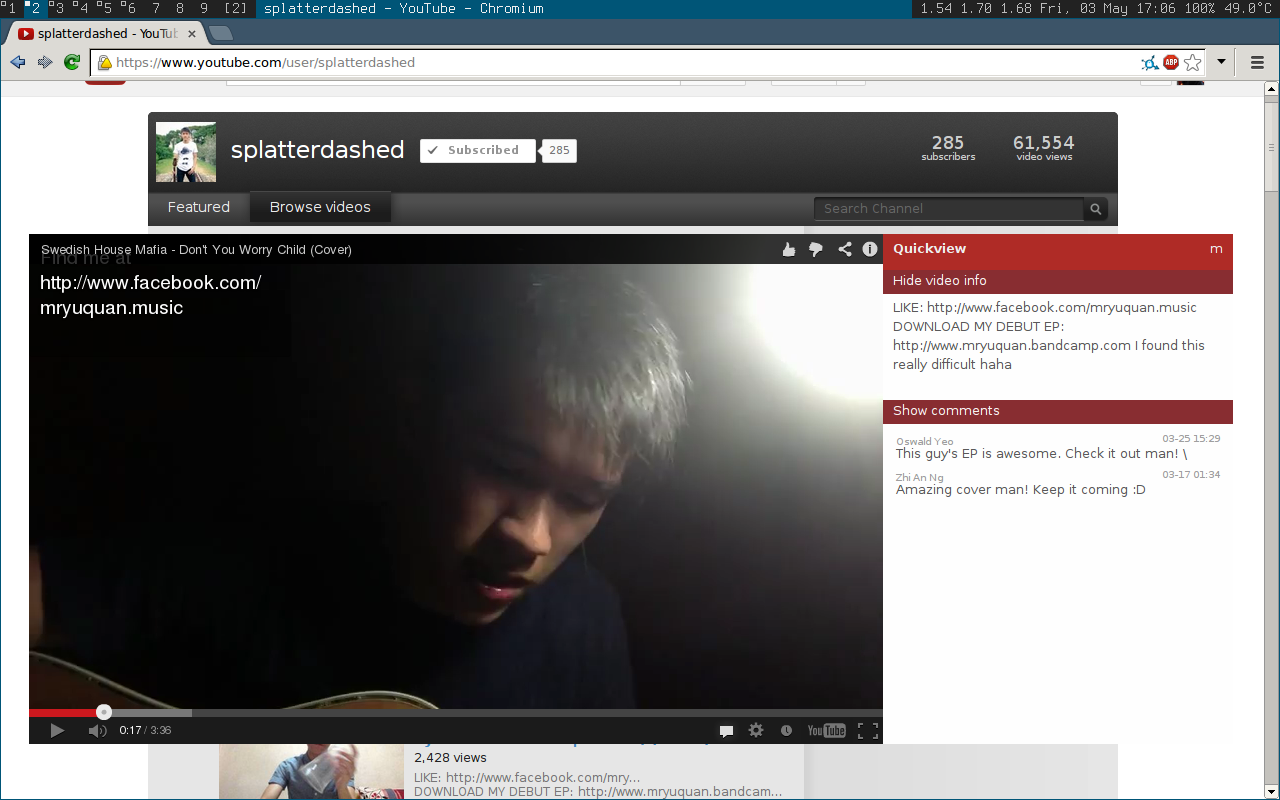 1 2 3 4 5 6 7 8 9 [2] splatterdashed - YouTube - Chromium 1.54 1.70 1.68 Fri, 03 May 17:06 100% 49.0°C
splatterdashed - YouTub
https://www.youtube.com/user/splatterdashed
ABP
splatterdashed
Subscribed
285
285
subscribers
61,554
video views
Featured
Browse videos
Search Channel
Swedish House Mafia - Don't You Worry Child (Cover)
Find me at
http://www.facebook.com/
mryuquan.music
0:17 / 3:36
YouTube
Quickview
m
Hide video info
LIKE: http://www.facebook.com/mryuquan.music
DOWNLOAD MY DEBUT EP:
http://www.mryuquan.bandcamp.com I found this
really difficult haha
Show comments
Oswald Yeo 03-25 15:29
This guy's EP is awesome. Check it out man! \
Zhi An Ng 03-17 01:34
Amazing cover man! Keep it coming :D
2,428 views
LIKE: http://www.facebook.com/mry...
DOWNLOAD MY DEBUT EP: http://www.mryuquan.bandcam...